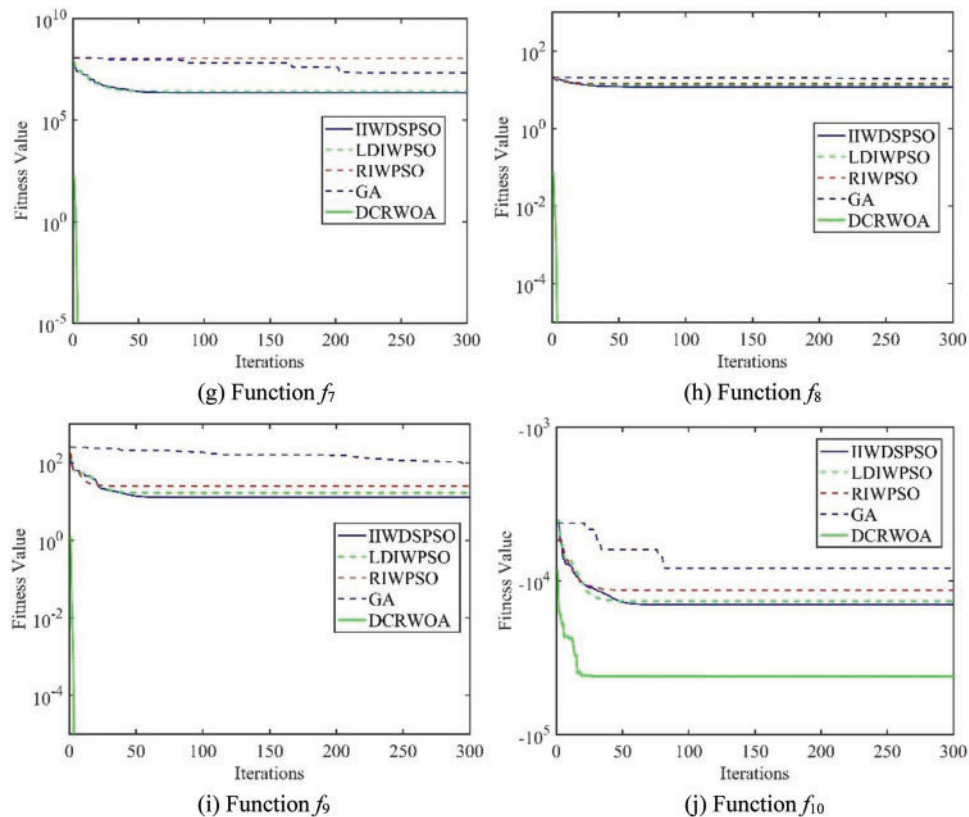 10^10
10^5
10^0
10^-5
Fitness Value
IIWDSPSO
LDIWPSO
RIWPSO
GA
DCRWOA
0 50 100 150 200 250 300
Iterations
(g) Function f7
10^2
10^0
10^-2
10^-4
Fitness Value
IIWDSPSO
LDIWPSO
RIWPSO
GA
DCRWOA
0 50 100 150 200 250 300
Iterations
(h) Function f8
10^2
10^0
10^-2
10^-4
Fitness Value
IIWDSPSO
LDIWPSO
RIWPSO
GA
DCRWOA
0 50 100 150 200 250 300
Iterations
(i) Function f9
-10^3
-10^4
-10^5
Fitness Value
IIWDSPSO
LDIWPSO
RIWPSO
GA
DCRWOA
0 50 100 150 200 250 300
Iterations
(j) Function f10